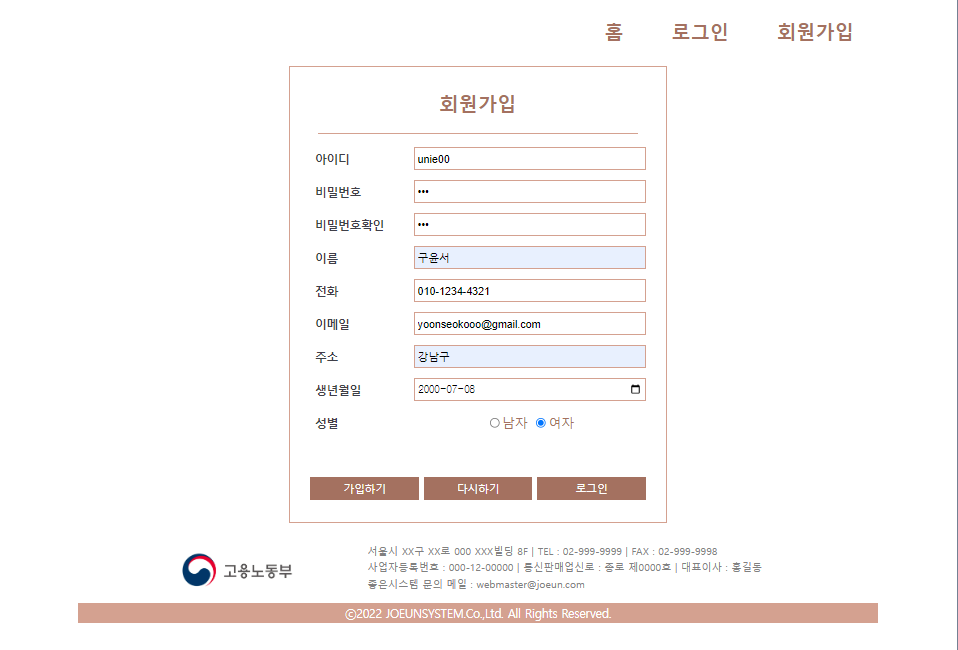 홈 로그인 회원가입
회원가입
아이디 unie00
비밀번호 •••
비밀번호확인 •••
이름 구윤서
전화 010-1234-4321
이메일 yoonseokooo@gmail.com
주소 강남구
생년월일 2000-07-08
성별 남자 여자
가입하기 다시하기 로그인
고용노동부
서울시 XX구 XX로 000 XXX빌딩 8F | TEL : 02-999-9999 | FAX : 02-999-9998
사업자등록번호 : 000-12-00000 | 통신판매업신로 : 종로 제0000호 | 대표이사 : 홍길동
좋은시스템 문의 메일 : webmaster@joeun.com
©2022 JOEUNSYSTEM.Co.,Ltd. All Rights Reserved.